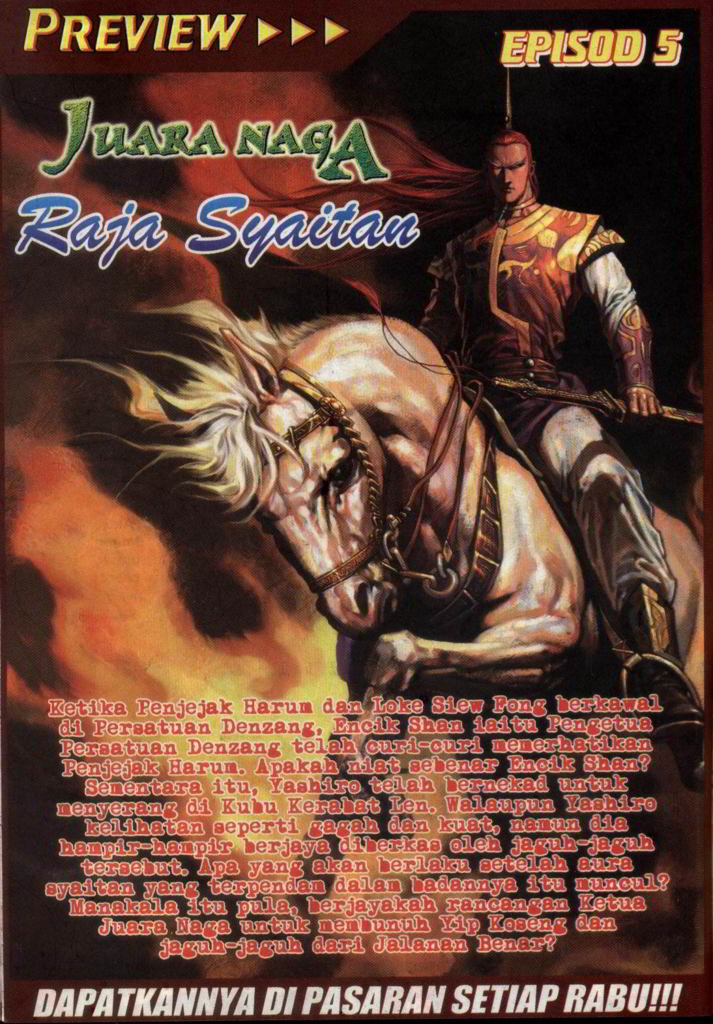 PREVIEW
EPISOD 5
JUARA NAGA
Raja Syaitan
Ketika Penjejak Harum dan Loke Siew Fong berkawal
di Persatuan Denzang, Encik Shan iaitu Pengetua
Persatuan Denzang telah curi-curi memerhatikan
Penjejak Harum. Apakah niat sebenar Encik Shan?
Sementara itu, Yashiro telah bernekad untuk
menyerang di Kubu Kerabat Len. Walaupun Yashiro
kelihatan seperti gagah dan kuat, namun dia
hampir-hampir berjaya diberkas oleh jaguh-jaguh
tersebut. Apa yang akan berlaku setelah aura
syaitan yang terpendam dalam badannya itu muncul?
Manakala itu pula, berjayakah rancangan Ketua
Juara Naga untuk membunuh Yip Koseng dan
jaguh-jaguh dari Jalanan Benar?
DAPATKANNYA DI PASARAN SETIAP RABU!!!